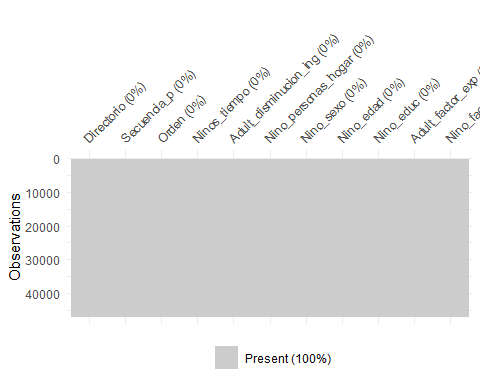 Directorio (0%)
Secuencia_p (0%)
Orden (0%)
Ninos_tiempo (0%)
Adult_disminucion_ing (0%)
Nino_personas_hogar (0%)
Nino_sexo (0%)
Nino_edad (0%)
Nino_educ (0%)
Adult_factor_exp (0%)
Nino_fac
0
10000
20000
30000
40000
Observations
Present (100%)